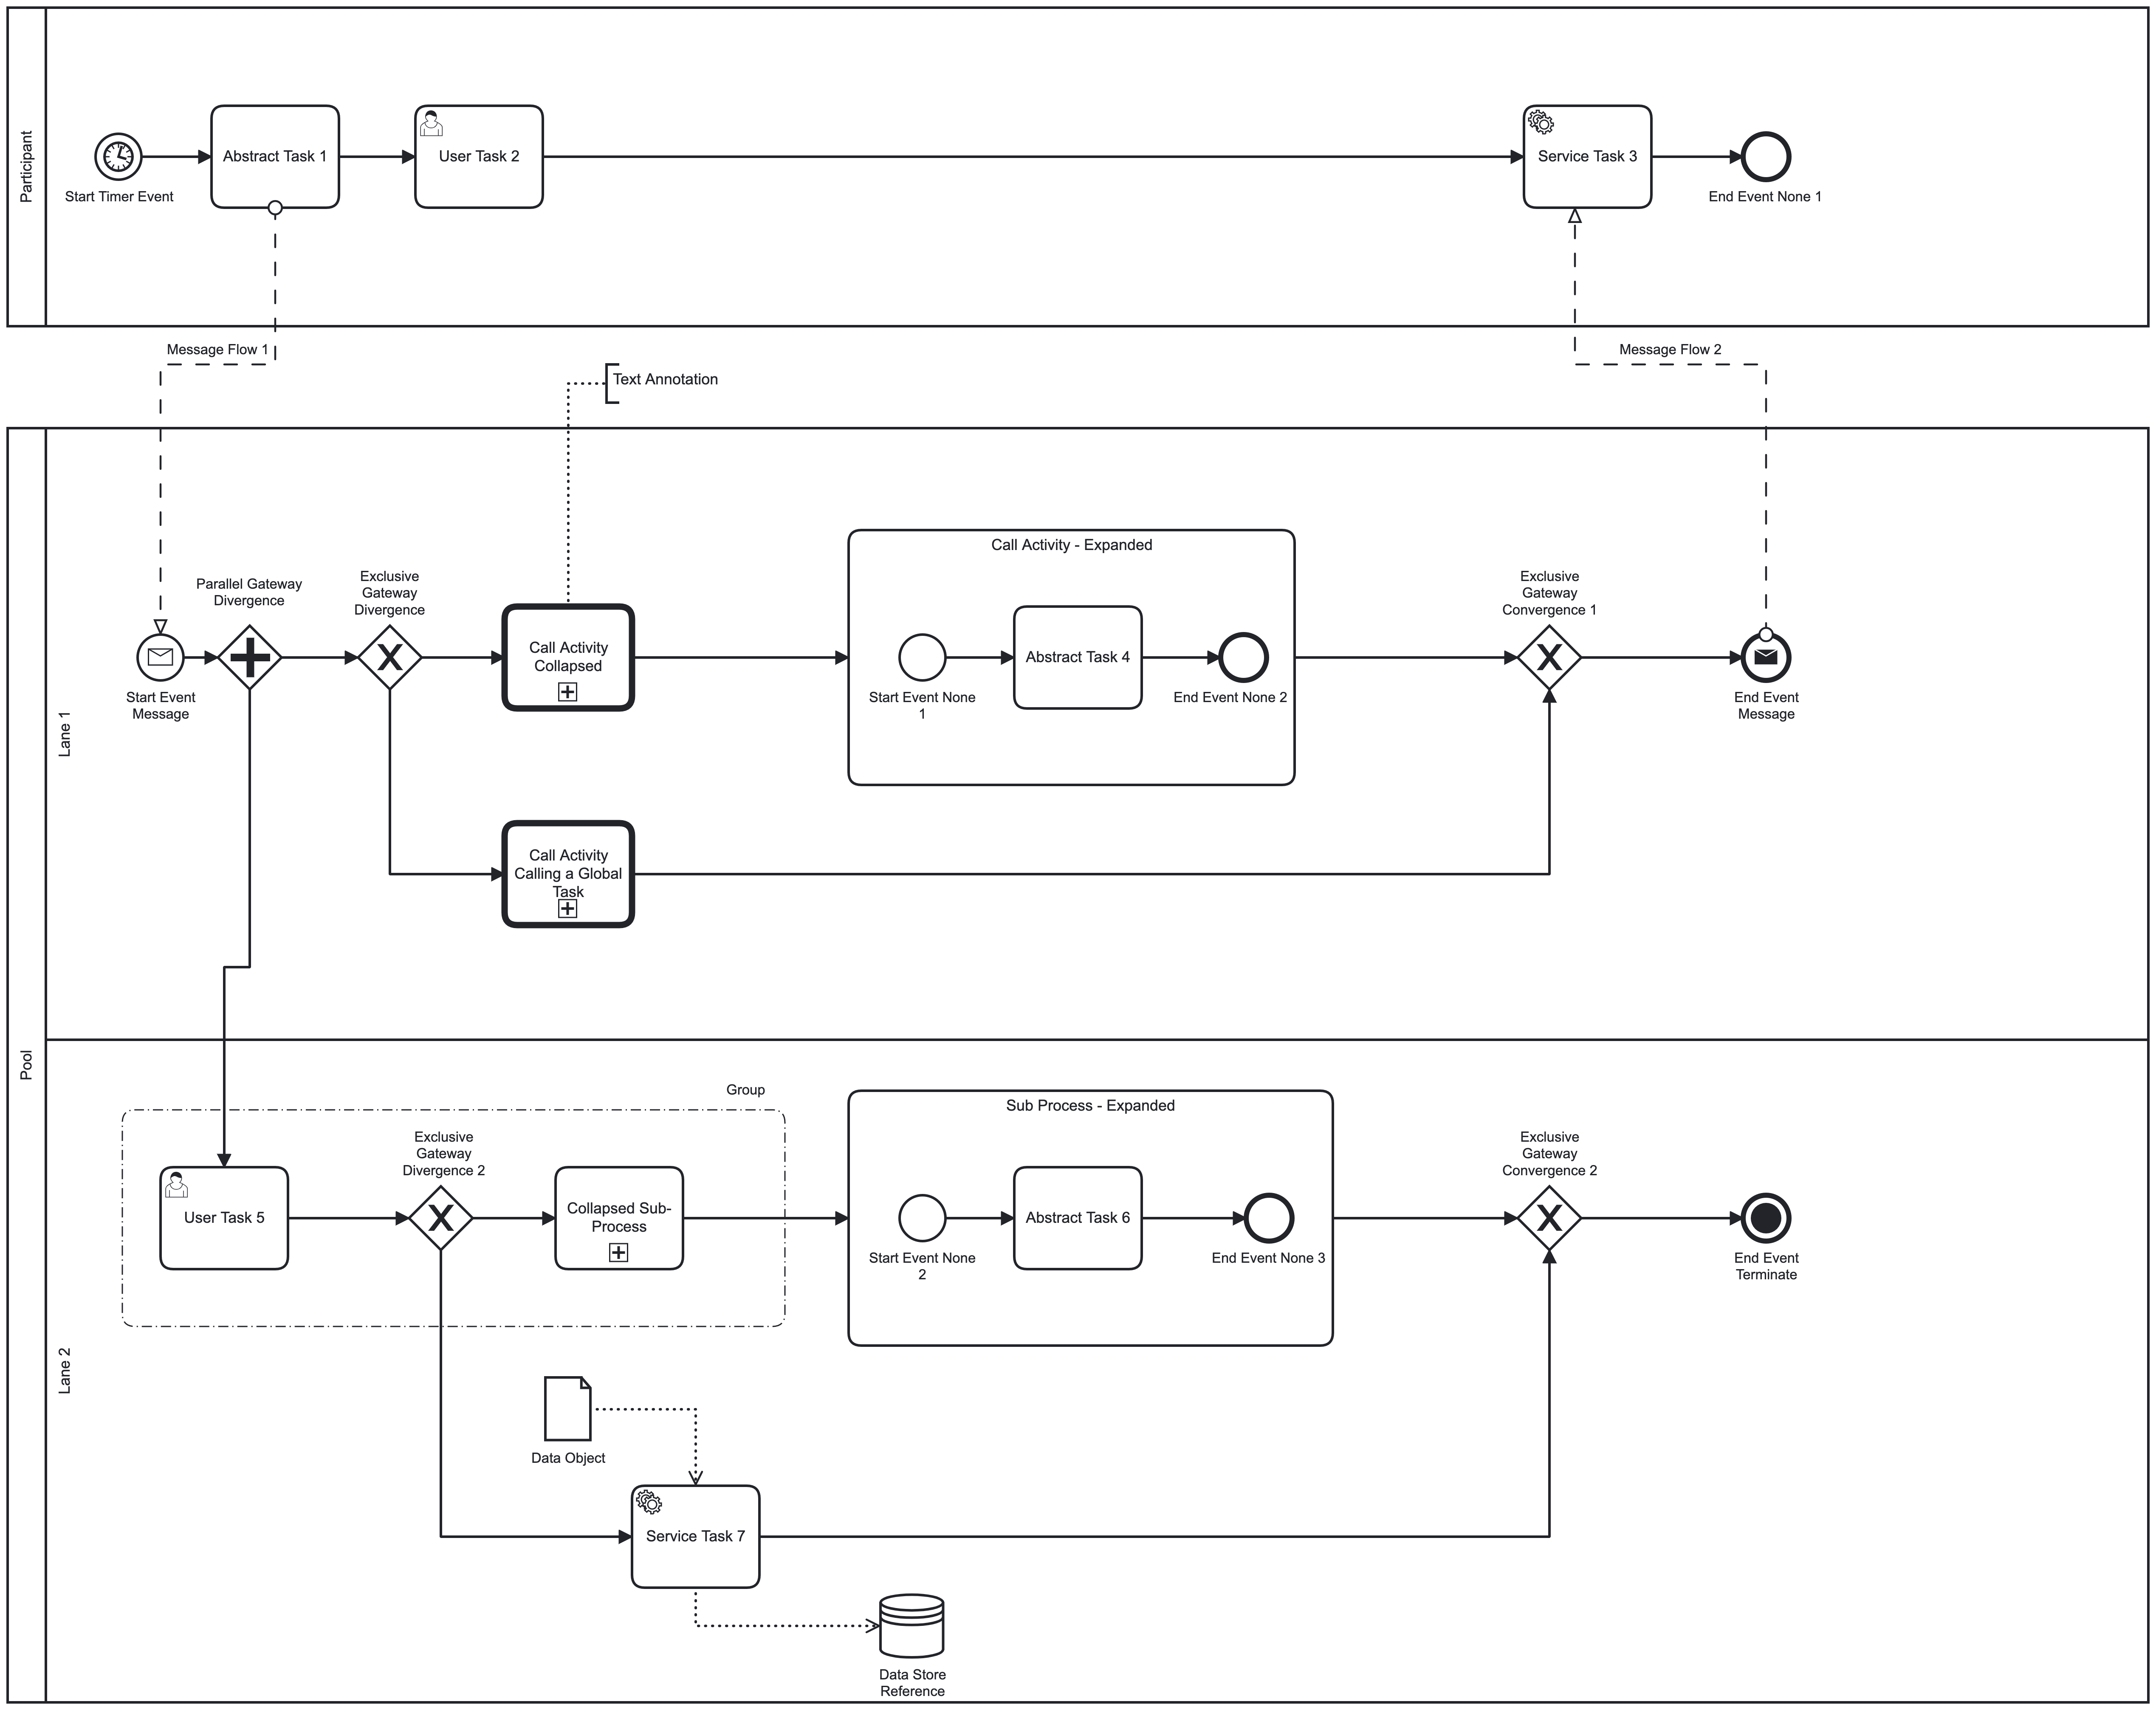 Participant
Abstract Task 1
User Task 2
Service Task 3
Start Timer Event
End Event None 1
Message Flow 1
Message Flow 2
Text Annotation
Pool
Lane 1
Call Activity - Expanded
Parallel Gateway
Divergence
Exclusive
Gateway
Divergence
Exclusive
Gateway
Convergence 1
Call Activity
Collapsed
Abstract Task 4
Start Event
Message
Start Event None
1
End Event None 2
End Event
Message
Call Activity
Calling a Global
Task
Lane 2
Group
Sub Process - Expanded
Exclusive
Gateway
Divergence 2
Exclusive
Gateway
Convergence 2
User Task 5
Collapsed Sub-
Process
Abstract Task 6
Start Event None
2
End Event None 3
End Event
Terminate
Data Object
Service Task 7
Data Store
Reference